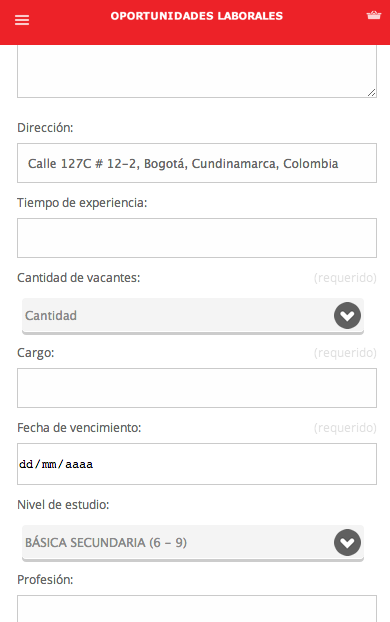 OPORTUNIDADES LABORALES
Dirección:
Calle 127C # 12-2, Bogotá, Cundinamarca, Colombia
Tiempo de experiencia:
Cantidad de vacantes: (requerido)
Cantidad
Cargo: (requerido)
Fecha de vencimiento: (requerido)
dd/mm/aaaa
Nivel de estudio:
BÁSICA SECUNDARIA (6 - 9)
Profesión: